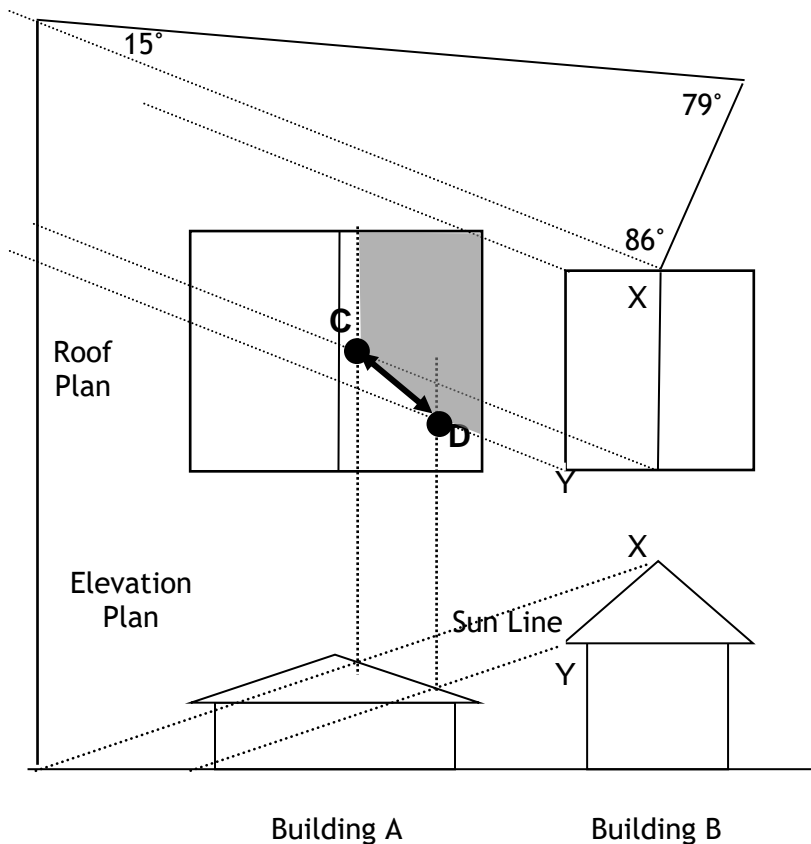 15°
79°
86°
X
C
Roof
Plan
D
Y
X
Elevation
Plan
Sun Line
Y
Building A
Building B